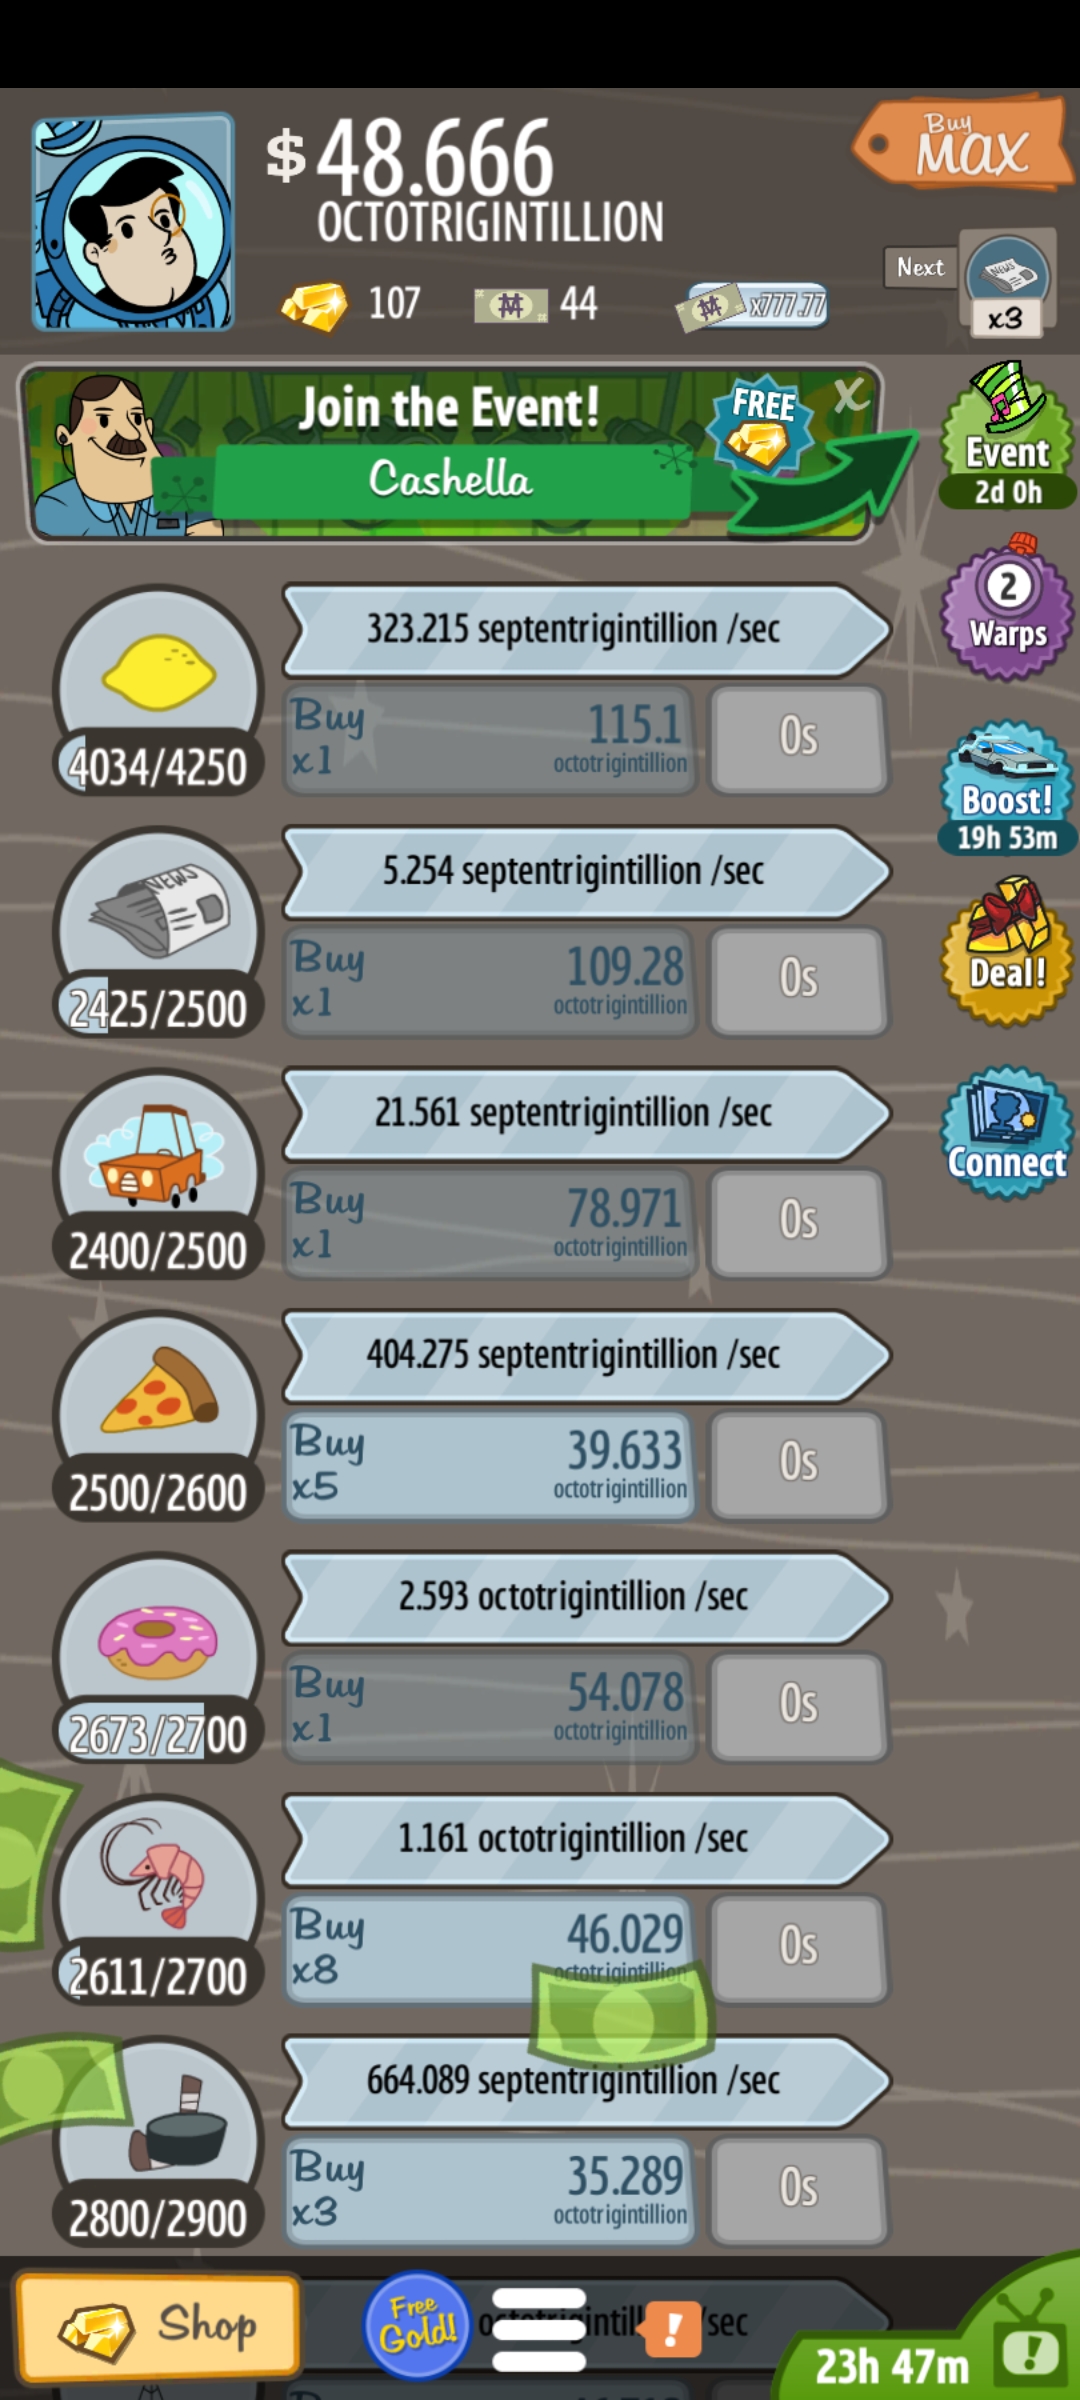 $48.666
OCTOTRIGINTILLION
Buy
MAX
107
44
x777.77
Next
NEWS
x3
Join the Event!
Cashella
FREE
X
Event
2d 0h
2
Warps
Boost!
19h 53m
Deal!
Connect
323.215 septentrigintillion /sec
4034/4250
Buy
x1
115.1
octotrigintillion
0s
NEWS
5.254 septentrigintillion /sec
2425/2500
Buy
x1
109.28
octotrigintillion
0s
21.561 septentrigintillion /sec
2400/2500
Buy
x1
78.971
octotrigintillion
0s
404.275 septentrigintillion /sec
2500/2600
Buy
x5
39.633
octotrigintillion
0s
2.593 octotrigintillion /sec
2673/2700
Buy
x1
54.078
octotrigintillion
0s
1.161 octotrigintillion /sec
2611/2700
Buy
x8
46.029
octotrigintillion
0s
664.089 septentrigintillion /sec
2800/2900
Buy
x3
35.289
octotrigintillion
0s
Shop
Free
Gold!
!
/sec
23h 47m
!
Buy